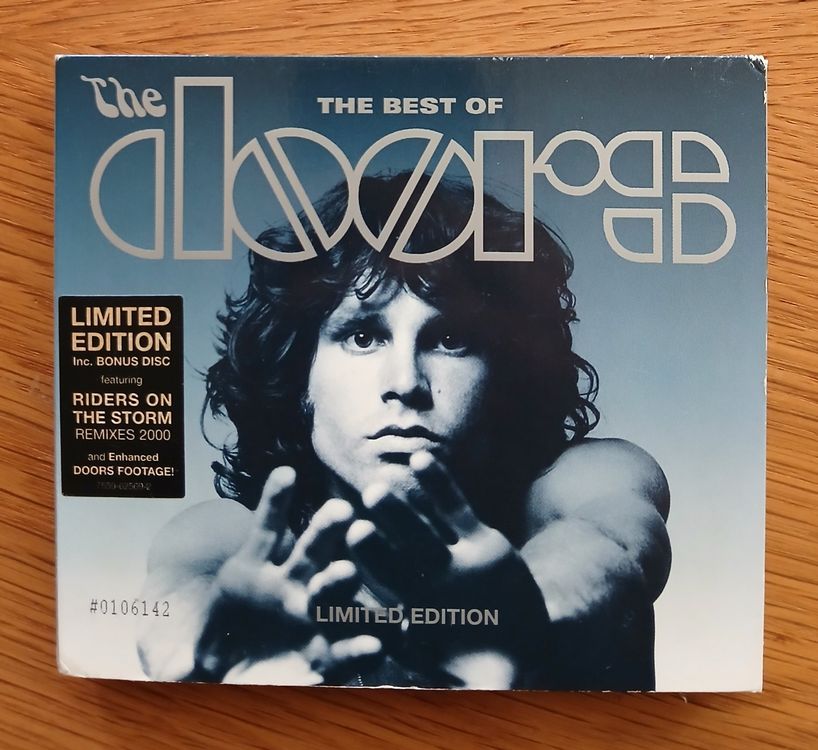 The
THE BEST OF
doors
LIMITED
EDITION
Inc. BONUS DISC
featuring
RIDERS ON
THE STORM
REMIXES 2000
and Enhanced
DOORS FOOTAGE!
#0106142
LIMITED EDITION